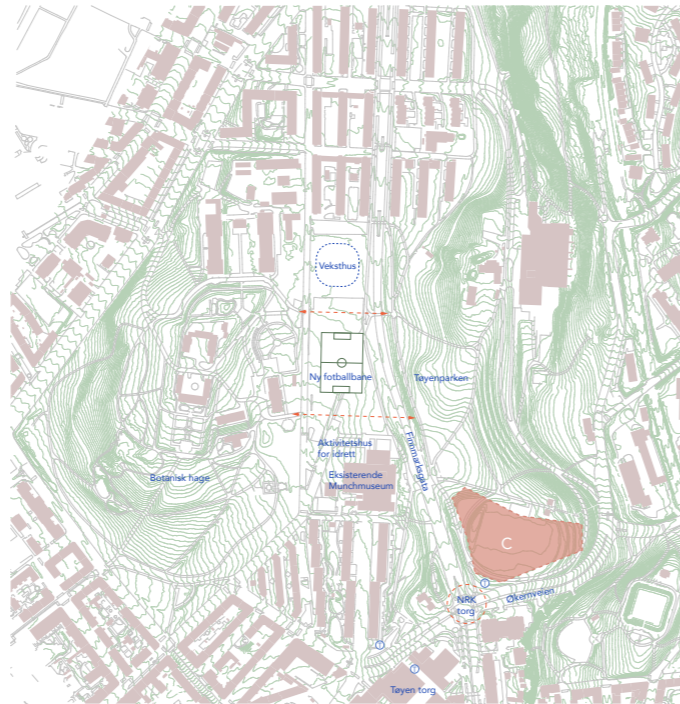 Veksthus
Ny fotballbane
Tøyenparken
Aktivitetshus
for idrett
Finnmarksgata
Eksisterende
Munchmuseum
Botanisk hage
C
T
NRK
torg
Økernveien
T
T
Tøyen torg